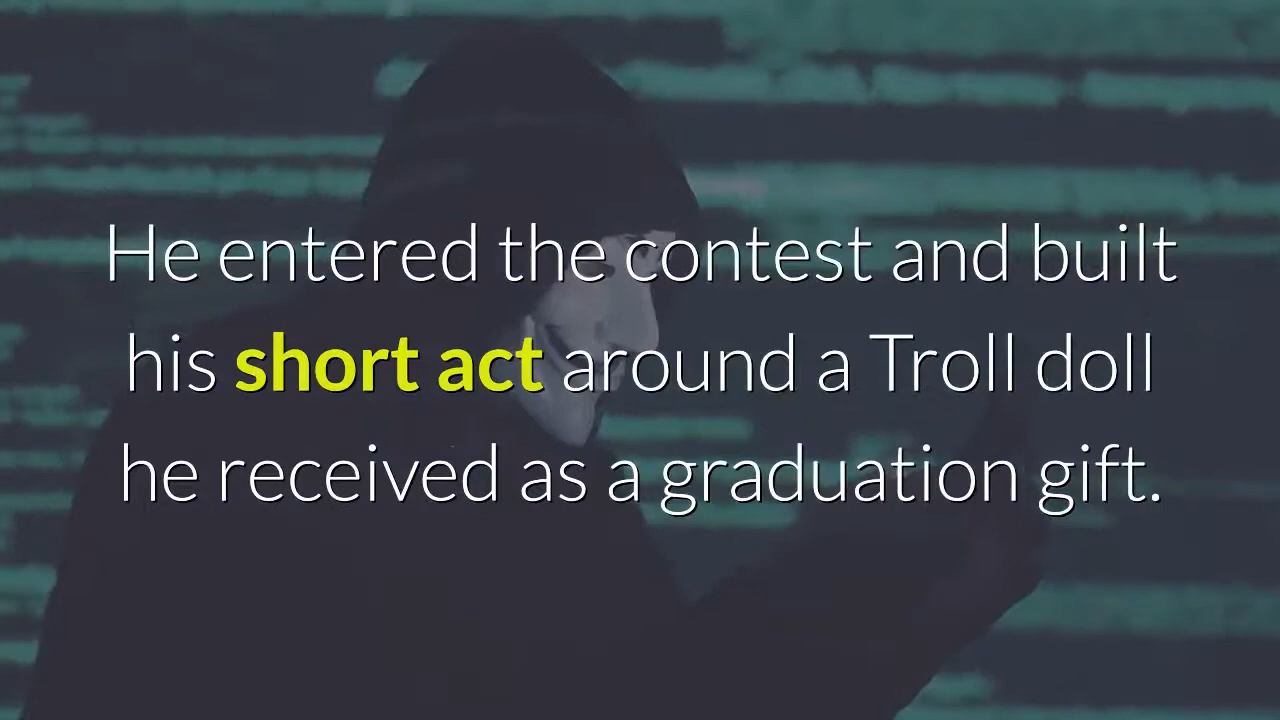 He entered the contest and built
his short act around a Troll doll
he received as a graduation gift.